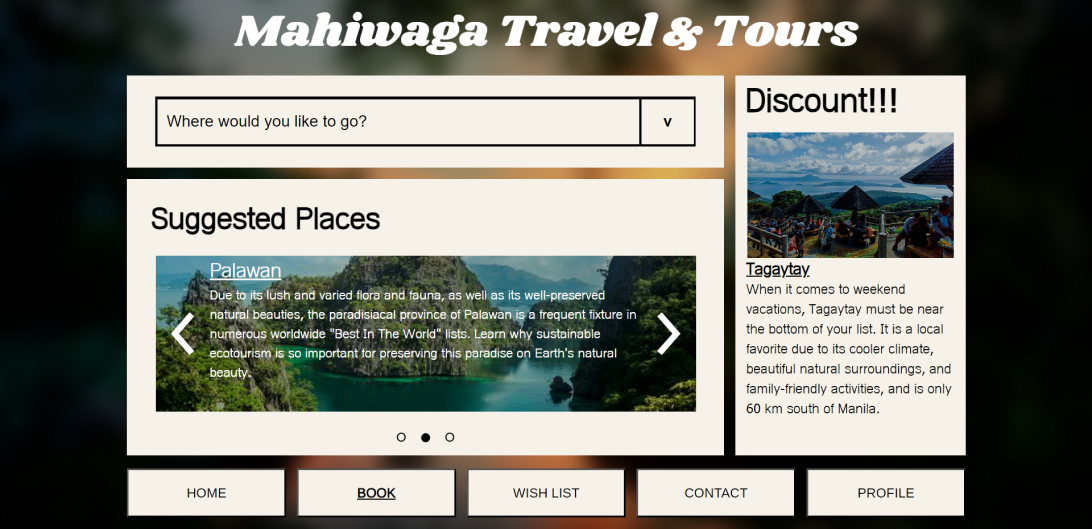 Mahiwaga Travel & Tours
Where would you like to go?
v
Suggested Places
Palawan
Due to its lush and varied flora and fauna, as well as its well-preserved
natural beauties, the paradisiacal province of Palawan is a frequent fixture in
numerous worldwide "Best In The World" lists. Learn why sustainable
ecotourism is so important for preserving this paradise on Earth's natural
beauty.
Discount!!!
Tagaytay
When it comes to weekend
vacations, Tagaytay must be near
the bottom of your list. It is a local
favorite due to its cooler climate,
beautiful natural surroundings, and
family-friendly activities, and is only
60 km south of Manila.
HOME
BOOK
WISH LIST
CONTACT
PROFILE